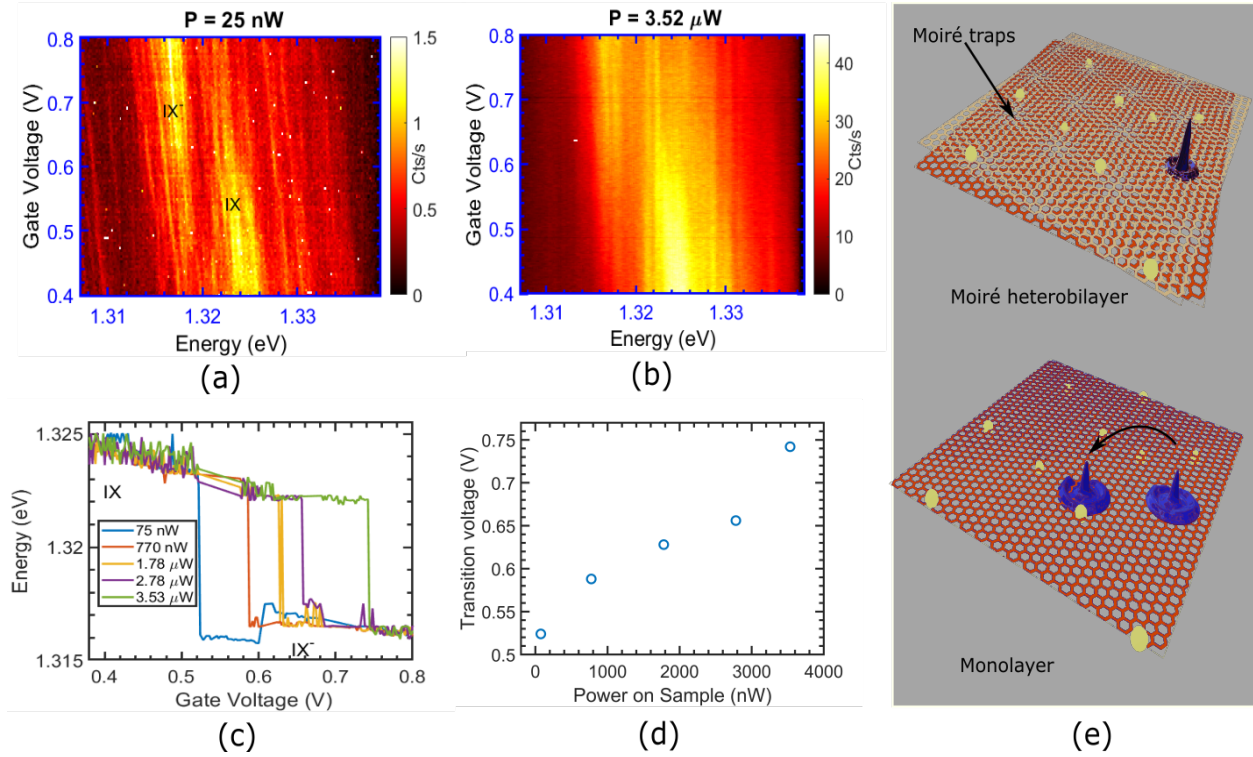 P = 25 nW
0.8
0.7
0.6
0.5
0.4
Gate Voltage (V)
IX⁻
IX
1.31 1.32 1.33
Energy (eV)
1.5
1
0.5
0
Cts/s
(a)
P = 3.52 μW
0.8
0.7
0.6
0.5
0.4
Gate Voltage (V)
1.31 1.32 1.33
Energy (eV)
40
30
20
10
0
Cts/s
(b)
1.325
1.32
1.315
Energy (eV)
IX
75 nW
770 nW
1.78 μW
2.78 μW
3.53 μW
IX⁻
0.4 0.5 0.6 0.7 0.8
Gate Voltage (V)
(c)
0.75
0.7
0.65
0.6
0.55
0.5
Transition voltage (V)
0 1000 2000 3000 4000
Power on Sample (nW)
(d)
Moiré traps
Moiré heterobilayer
Monolayer
(e)